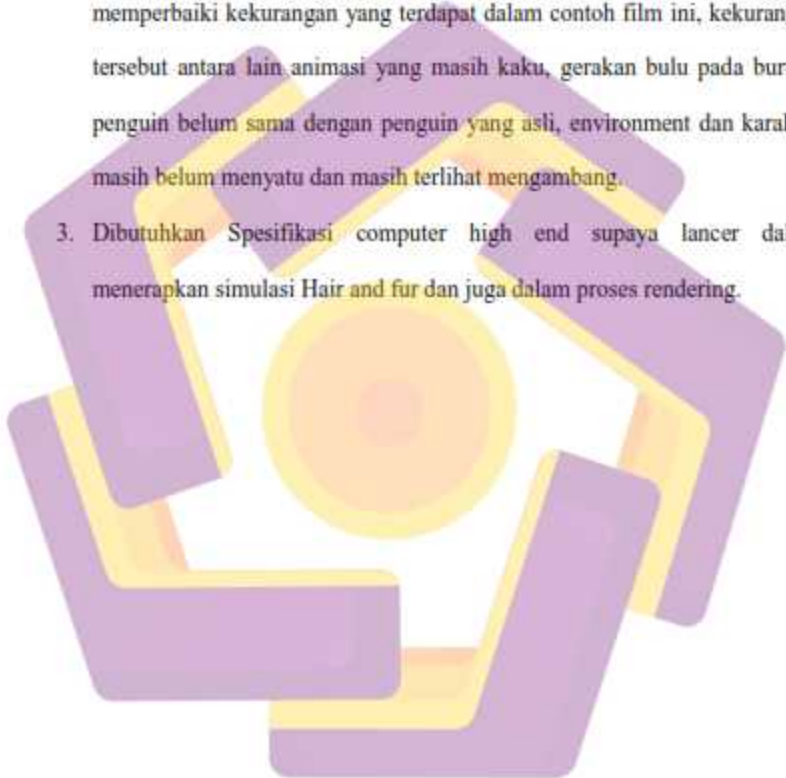 memperbaiki kekurangan yang terdapat dalam contoh film ini, kekuran
tersebut antara lain animasi yang masih kaku, gerakan bulu pada bur
penguin belum sama dengan penguin yang asli, environment dan karal
masih belum menyatu dan masih terlihat mengambang.
3. Dibutuhkan Spesifikasi computer high end supaya lancer dal
menerapkan simulasi Hair and fur dan juga dalam proses rendering.